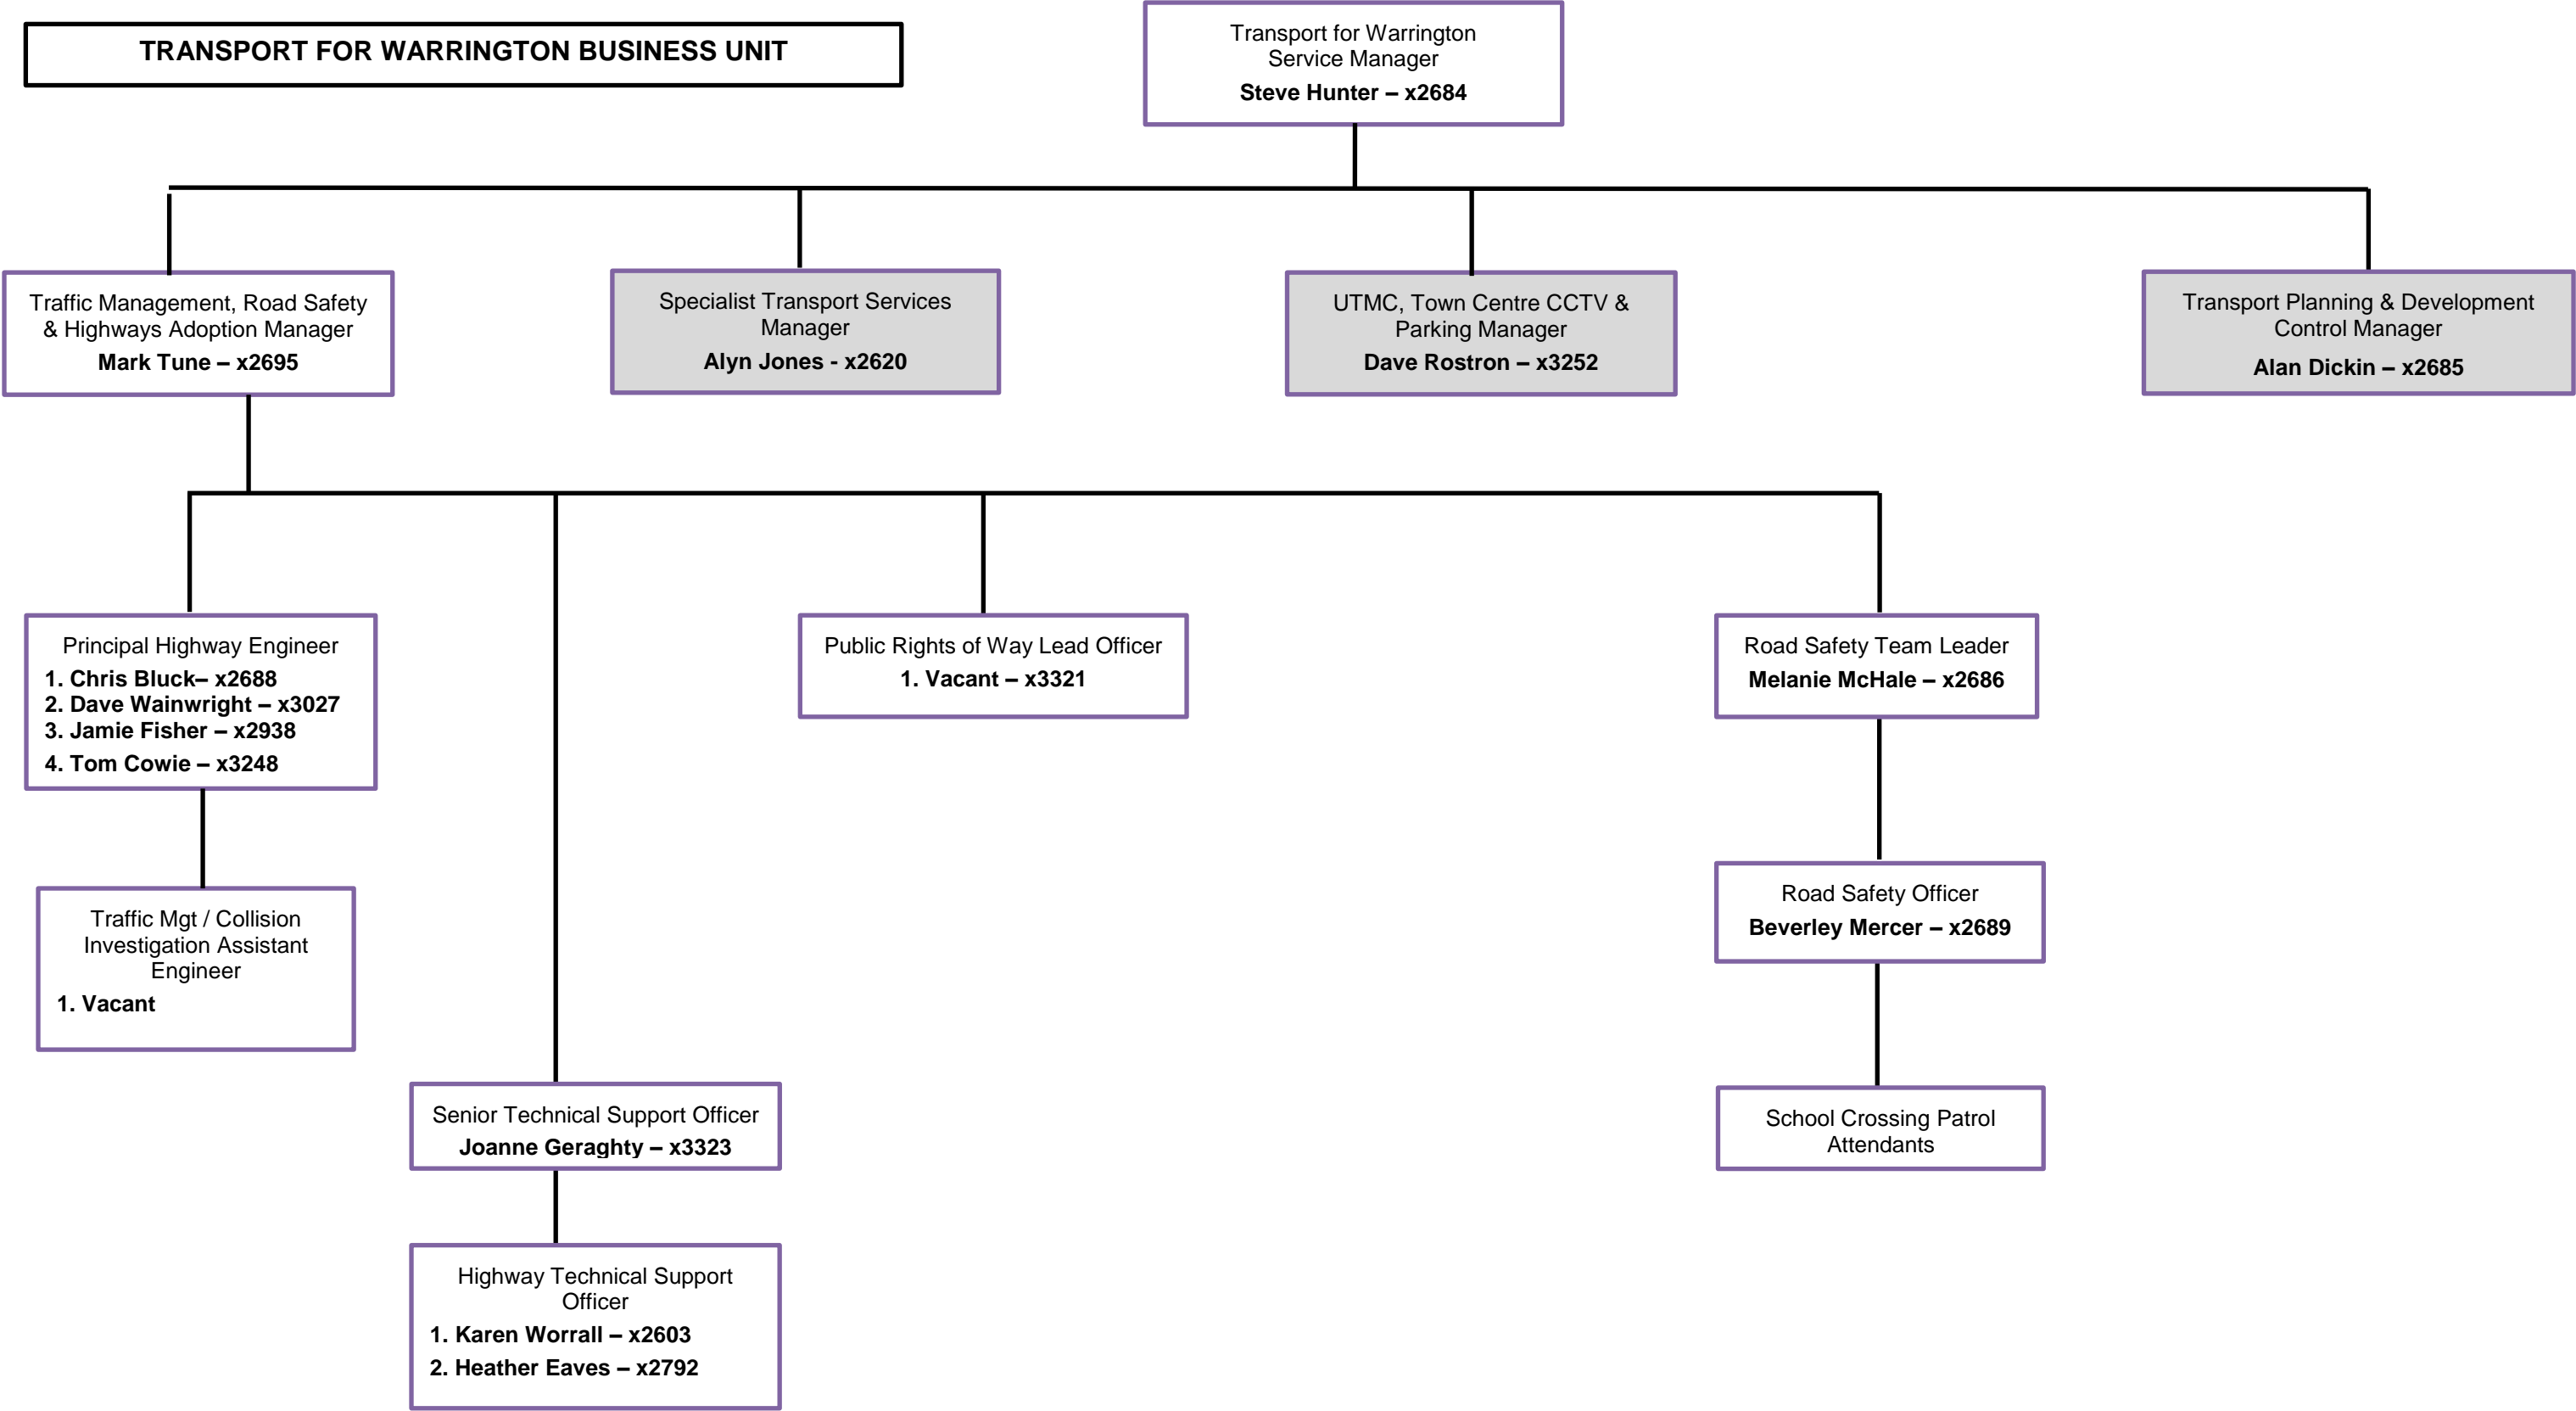 TRANSPORT FOR WARRINGTON BUSINESS UNIT
Transport for Warrington
Service Manager
Steve Hunter – x2684
Traffic Management, Road Safety
& Highways Adoption Manager
Mark Tune – x2695
Specialist Transport Services
Manager
Alyn Jones - x2620
UTMC, Town Centre CCTV &
Parking Manager
Dave Rostron – x3252
Transport Planning & Development
Control Manager
Alan Dickin – x2685
Principal Highway Engineer
1. Chris Bluck– x2688
2. Dave Wainwright – x3027
3. Jamie Fisher – x2938
4. Tom Cowie – x3248
Public Rights of Way Lead Officer
1. Vacant – x3321
Road Safety Team Leader
Melanie McHale – x2686
Traffic Mgt / Collision
Investigation Assistant
Engineer
1. Vacant
Road Safety Officer
Beverley Mercer – x2689
Senior Technical Support Officer
Joanne Geraghty – x3323
School Crossing Patrol
Attendants
Highway Technical Support
Officer
1. Karen Worrall – x2603
2. Heather Eaves – x2792